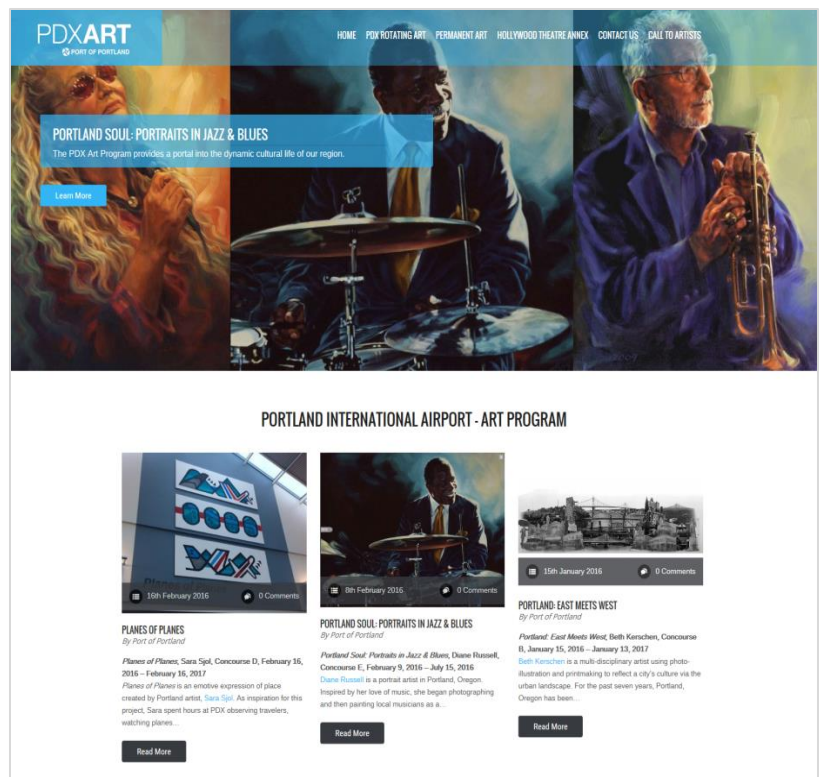 PDXART
PORT OF PORTLAND
HOME PDX ROTATING ART PERMANENT ART HOLLYWOOD THEATRE ANNEX CONTACT US CALL TO ARTISTS
PORTLAND SOUL: PORTRAITS IN JAZZ & BLUES
The PDX Art Program provides a portal into the dynamic cultural life of our region.
Learn More
PORTLAND INTERNATIONAL AIRPORT - ART PROGRAM
16th February 2016 0 Comments
PLANES OF PLANES
By Port of Portland
Planes of Planes, Sara Sjol, Concourse D, February 16,
2016 – February 16, 2017
Planes of Planes is an emotive expression of place
created by Portland artist, Sara Sjol. As inspiration for this
project, Sara spent hours at PDX observing travelers,
watching planes…
Read More
8th February 2016 0 Comments
PORTLAND SOUL: PORTRAITS IN JAZZ & BLUES
By Port of Portland
Portland Soul: Portraits in Jazz & Blues, Diane Russell,
Concourse E, February 9, 2016 – July 15, 2016
Diane Russell is a portrait artist in Portland, Oregon.
Inspired by her love of music, she began photographing
and then painting local musicians as a…
Read More
15th January 2016 0 Comments
PORTLAND: EAST MEETS WEST
By Port of Portland
Portland: East Meets West, Beth Kerschen, Concourse
B, January 15, 2016 – January 13, 2017
Beth Kerschen is a multi-disciplinary artist using photo-
illustration and printmaking to reflect a city's culture via the
urban landscape. For the past seven years, Portland,
Oregon has been…
Read More